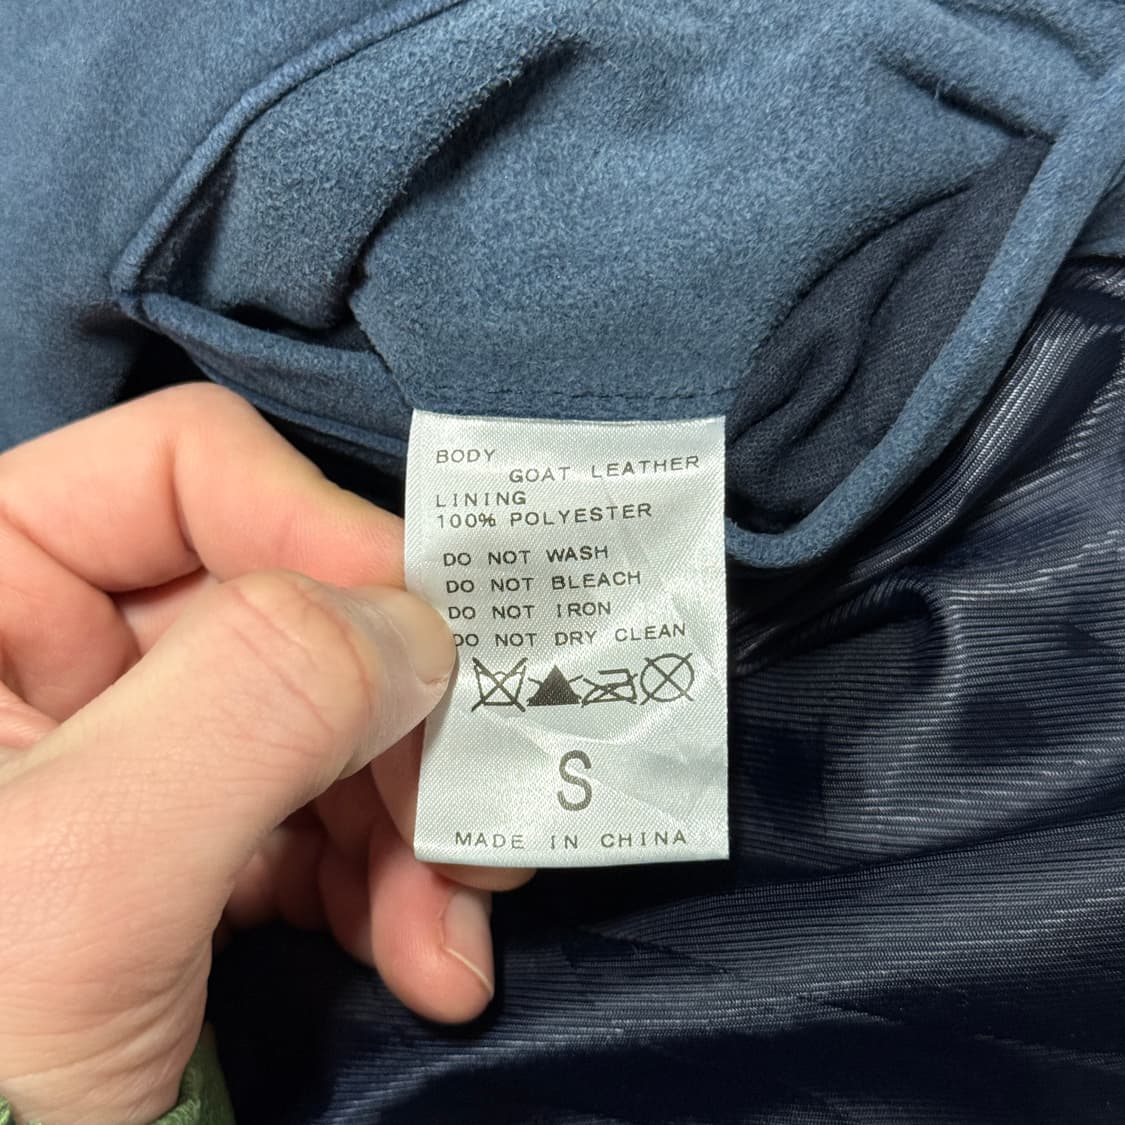 BODY
GOAT LEATHER
LINING
100% POLYESTER
DO NOT WASH
DO NOT BLEACH
DO NOT IRON
DO NOT DRY CLEAN
S
MADE IN CHINA